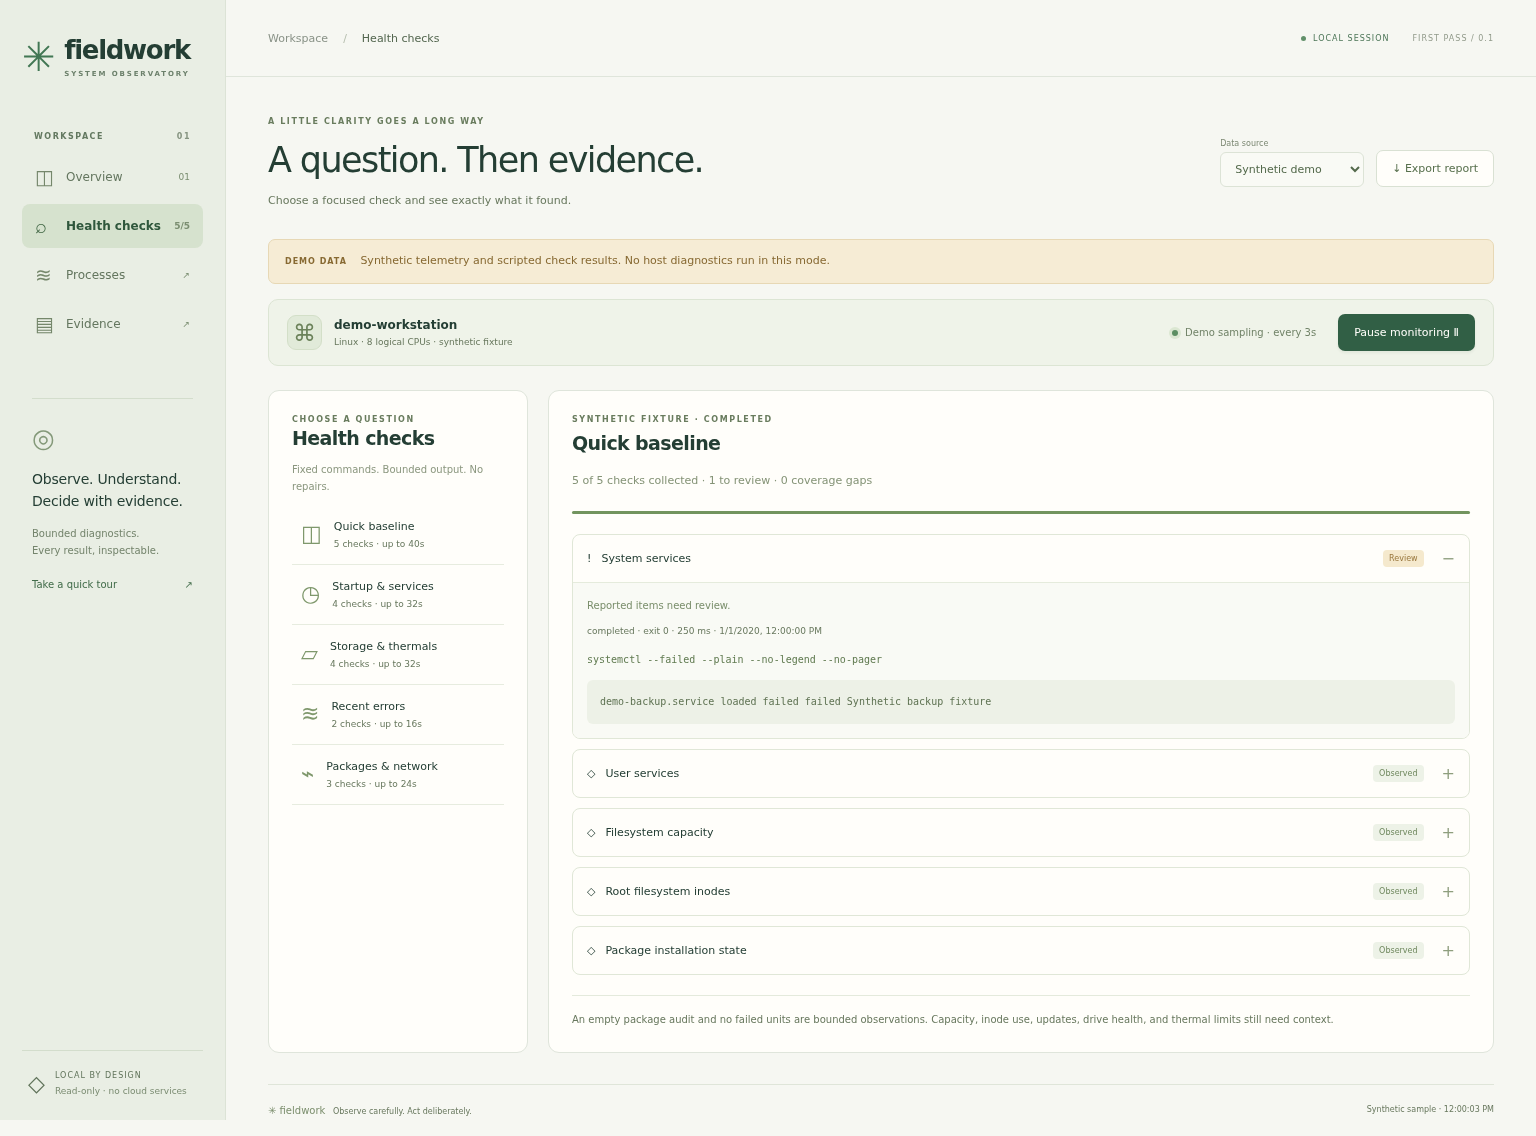 fieldwork
SYSTEM OBSERVATORY
WORKSPACE 01
Overview 01
Health checks 5/5
Processes ↗
Evidence ↗
Observe. Understand.
Decide with evidence.
Bounded diagnostics.
Every result, inspectable.
Take a quick tour ↗
LOCAL BY DESIGN
Read-only · no cloud services
Workspace / Health checks
LOCAL SESSION FIRST PASS / 0.1
A LITTLE CLARITY GOES A LONG WAY
A question. Then evidence.
Choose a focused check and see exactly what it found.
Data source
Synthetic demo
↓ Export report
DEMO DATA Synthetic telemetry and scripted check results. No host diagnostics run in this mode.
demo-workstation
Linux · 8 logical CPUs · synthetic fixture
Demo sampling · every 3s
Pause monitoring Ⅱ
CHOOSE A QUESTION
Health checks
Fixed commands. Bounded output. No
repairs.
Quick baseline
5 checks · up to 40s
Startup & services
4 checks · up to 32s
Storage & thermals
4 checks · up to 32s
Recent errors
2 checks · up to 16s
Packages & network
3 checks · up to 24s
SYNTHETIC FIXTURE · COMPLETED
Quick baseline
5 of 5 checks collected · 1 to review · 0 coverage gaps
! System services Review −
Reported items need review.
completed · exit 0 · 250 ms · 1/1/2020, 12:00:00 PM
systemctl --failed --plain --no-legend --no-pager
demo-backup.service loaded failed failed Synthetic backup fixture
◇ User services Observed +
◇ Filesystem capacity Observed +
◇ Root filesystem inodes Observed +
◇ Package installation state Observed +
An empty package audit and no failed units are bounded observations. Capacity, inode use, updates, drive health, and thermal limits still need context.
✳ fieldwork Observe carefully. Act deliberately.
Synthetic sample · 12:00:03 PM